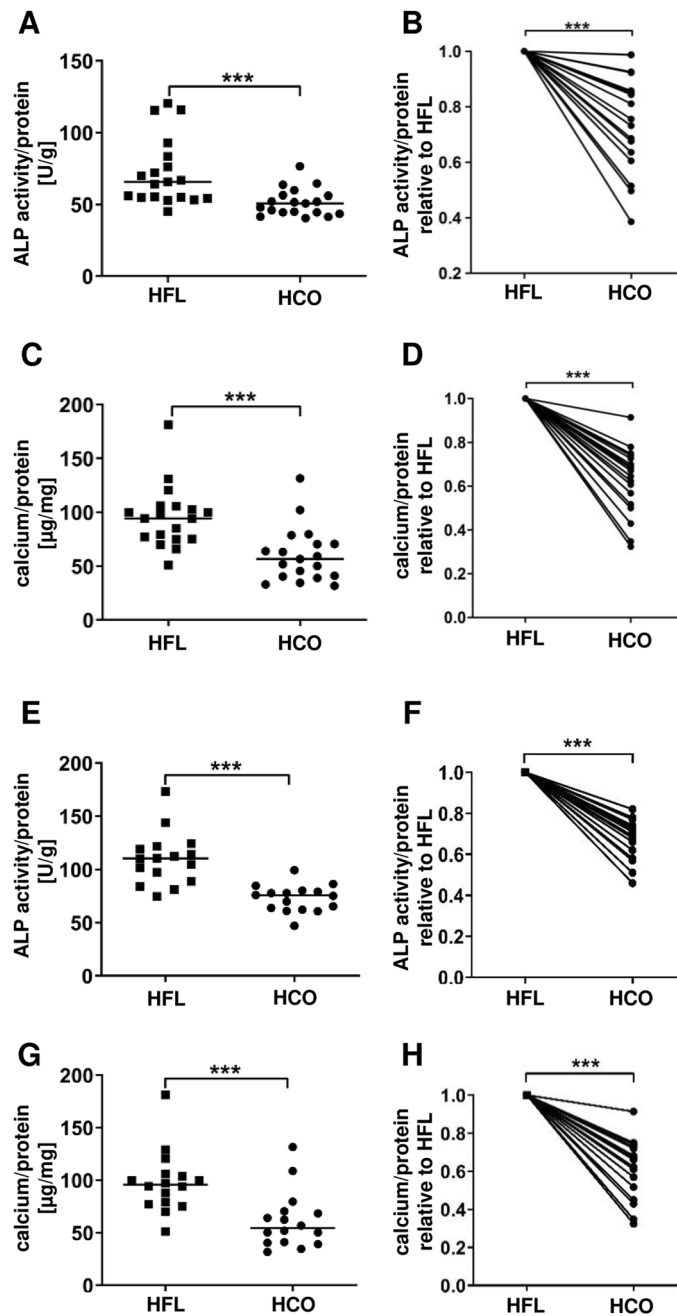 A
ALP activity/protein
[U/g]
150
100
50
0
***
HFL
HCO
B
ALP activity/protein
relative to HFL
1.0
0.8
0.6
0.4
0.2
***
HFL
HCO
C
calcium/protein
[µg/mg]
200
150
100
50
0
***
HFL
HCO
D
calcium/protein
relative to HFL
1.0
0.8
0.6
0.4
0.2
0.0
***
HFL
HCO
E
ALP activity/protein
[U/g]
200
150
100
50
0
***
HFL
HCO
F
ALP activity/protein
relative to HFL
1.0
0.8
0.6
0.4
0.2
0.0
***
HFL
HCO
G
calcium/protein
[µg/mg]
200
150
100
50
0
***
HFL
HCO
H
calcium/protein
relative to HFL
1.0
0.8
0.6
0.4
0.2
0.0
***
HFL
HCO